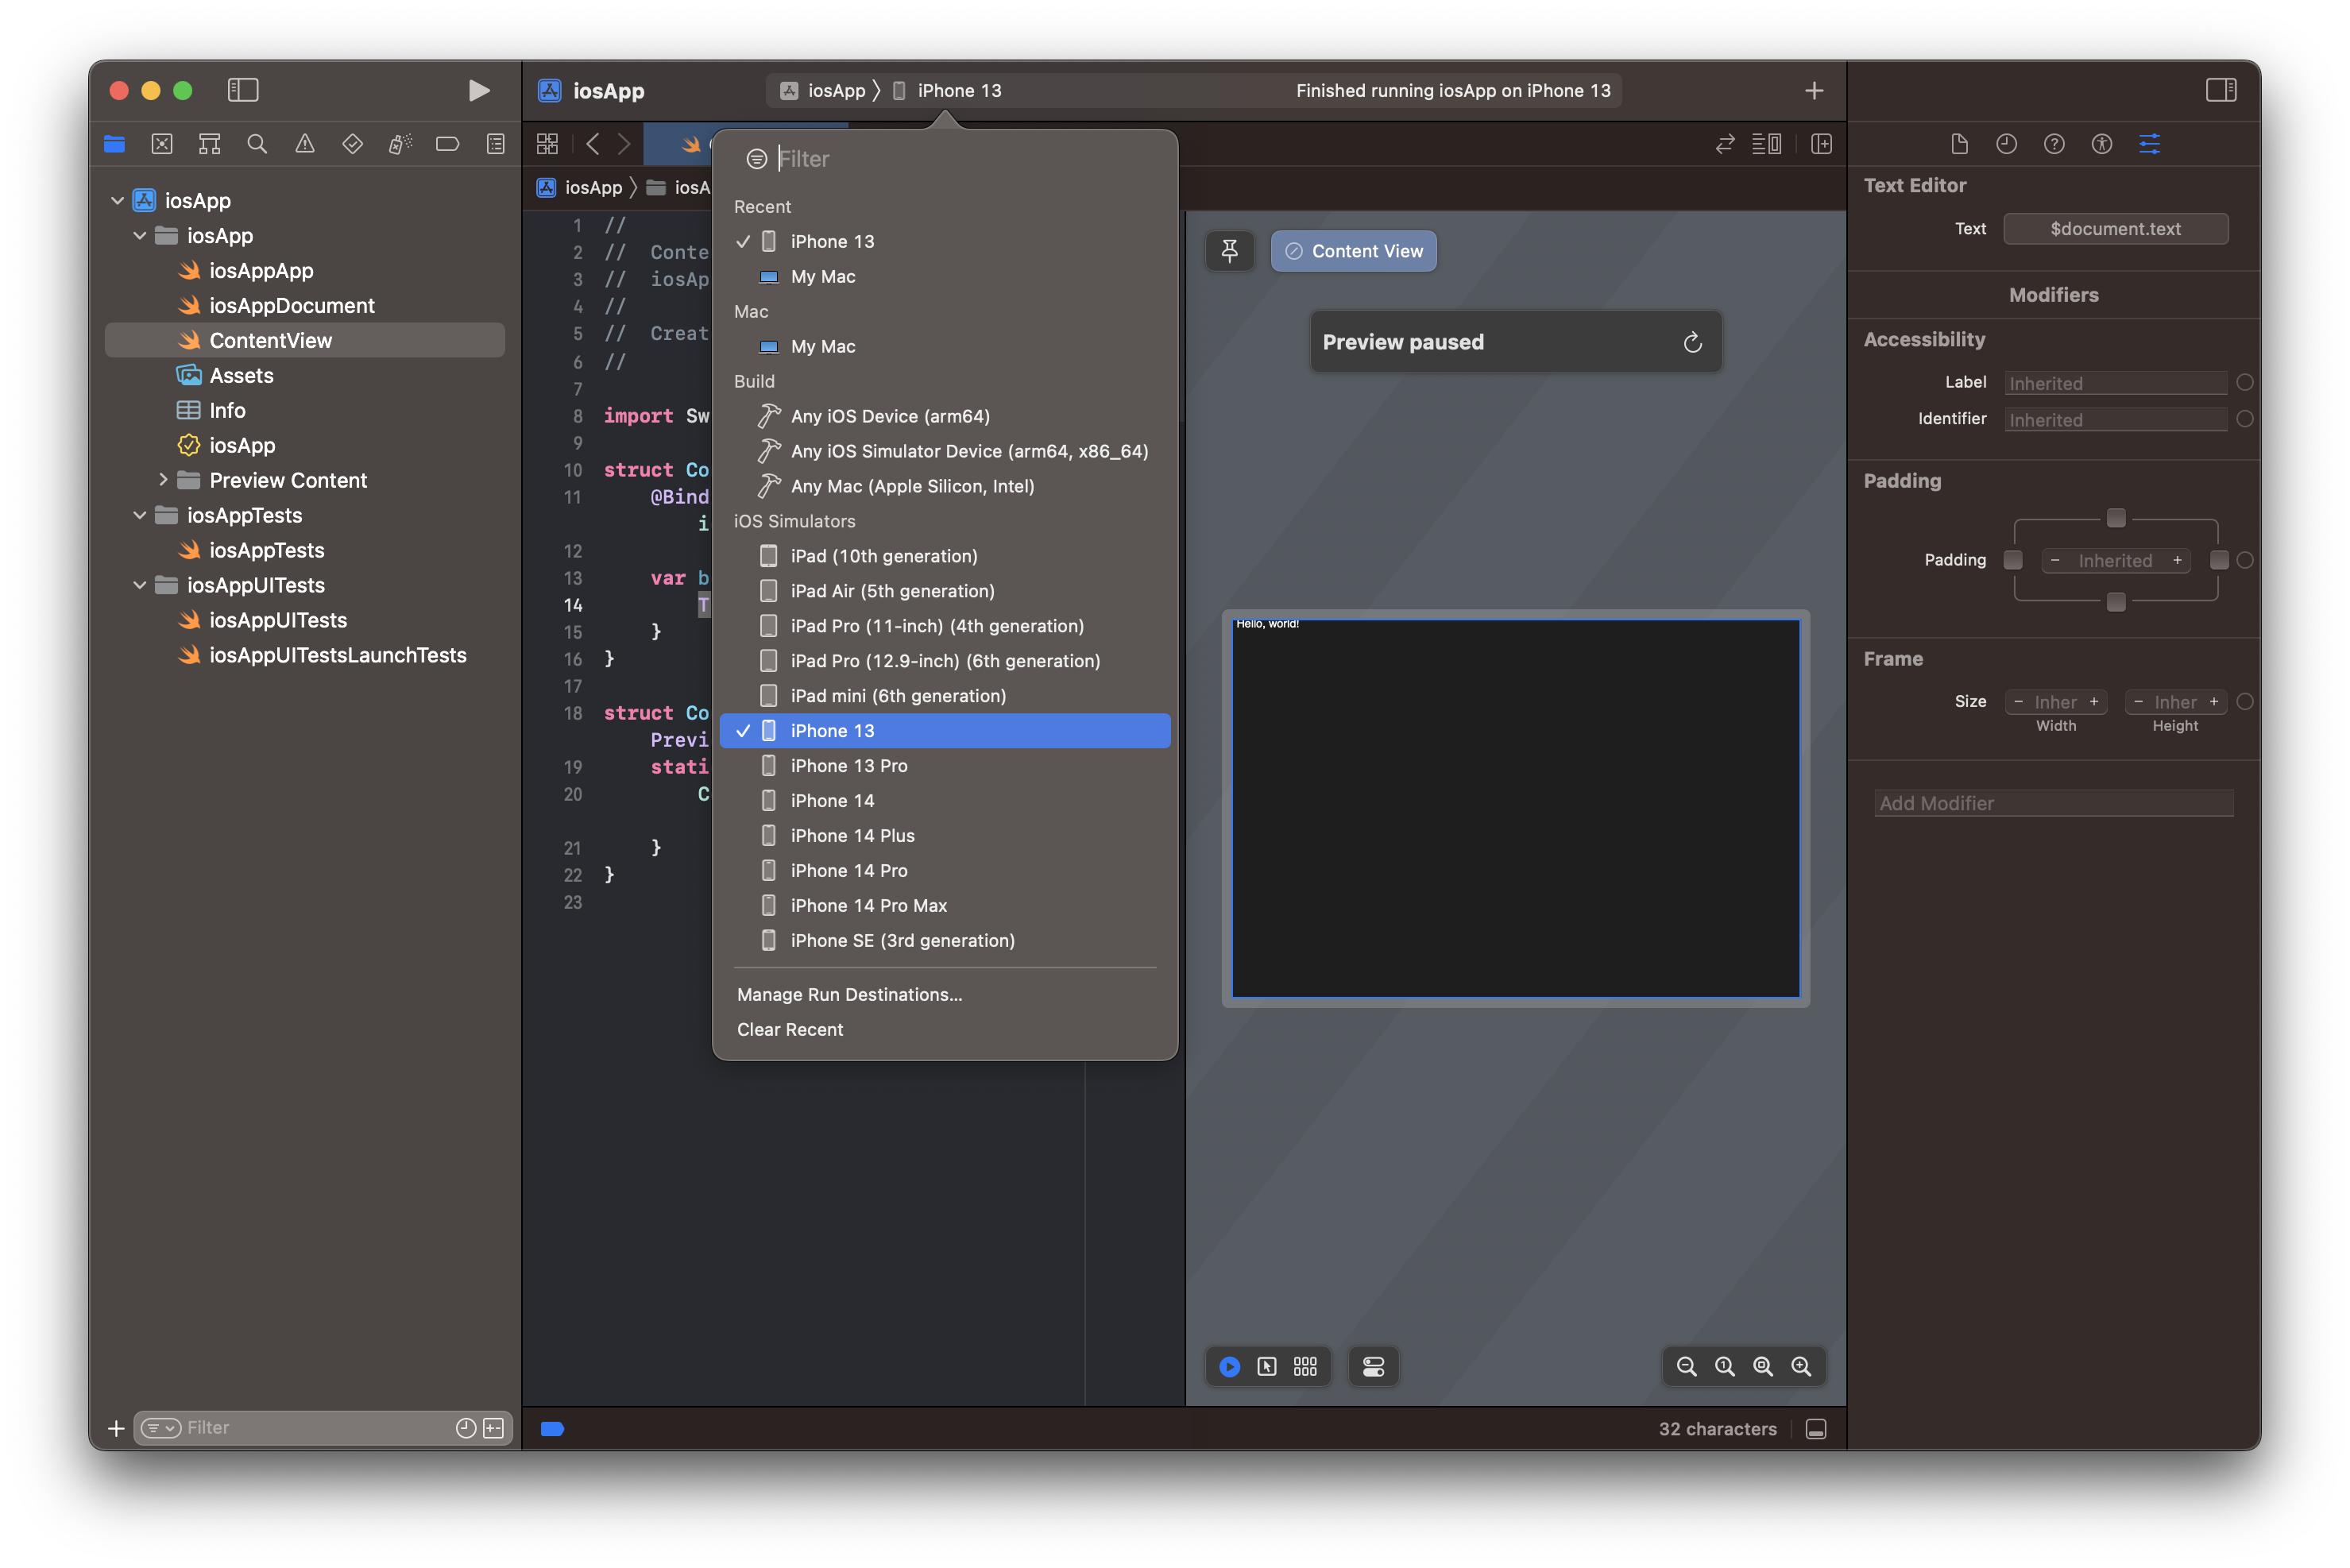 iosApp
iosApp
iPhone 13
Finished running iosApp on iPhone 13
iosApp
iosApp
iosAppApp
iosAppDocument
ContentView
Assets
Info
iosApp
Preview Content
iosAppTests
iosAppTests
iosAppUITests
iosAppUITests
iosAppUITestsLaunchTests
Filter
iosApp
iosA
1 //
2 // Conte
3 // iosAp
4 //
5 // Creat
6 //
7
8 import Sw
9
10 struct Co
11 @Bind
i
12
13 var b
14 T
15 }
16 }
17
18 struct Co
Previ
19 stati
20 C
21 }
22 }
23
Filter
Recent
iPhone 13
My Mac
Mac
My Mac
Build
Any iOS Device (arm64)
Any iOS Simulator Device (arm64, x86_64)
Any Mac (Apple Silicon, Intel)
iOS Simulators
iPad (10th generation)
iPad Air (5th generation)
iPad Pro (11-inch) (4th generation)
iPad Pro (12.9-inch) (6th generation)
iPad mini (6th generation)
iPhone 13
iPhone 13 Pro
iPhone 14
iPhone 14 Plus
iPhone 14 Pro
iPhone 14 Pro Max
iPhone SE (3rd generation)
Manage Run Destinations...
Clear Recent
Content View
Preview paused
Hello, world!
32 characters
Text Editor
Text $document.text
Modifiers
Accessibility
Label Inherited
Identifier Inherited
Padding
Padding − Inherited +
Frame
Size − Inher + − Inher +
Width Height
Add Modifier